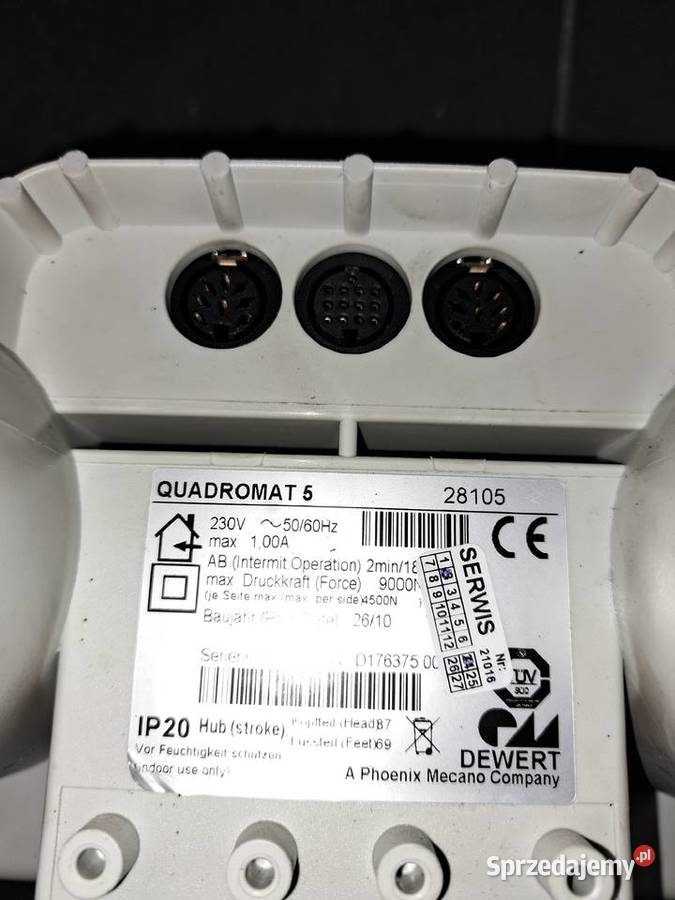 QUADROMAT 5 28105
230V ~50/60Hz
max. 1,00A
CE
AB (Intermit Operation) 2min/18
max Druckkraft (Force) 9000N
(je Seite max./max. per side) 4500N
Baujahr 26/10
D176375 00
IP20 Hub (stroke) Kopfteil (Head) 87
Fussteil (Feet) 69
Vor Feuchtigkeit schützen
(indoor use only)
SERWIS
Nr: 21016
1 3 4 5 6
7 8 9 10 11 12
25
26 27
TÜV
DEWERT
A Phoenix Mecano Company
Sprzedajemy.pl